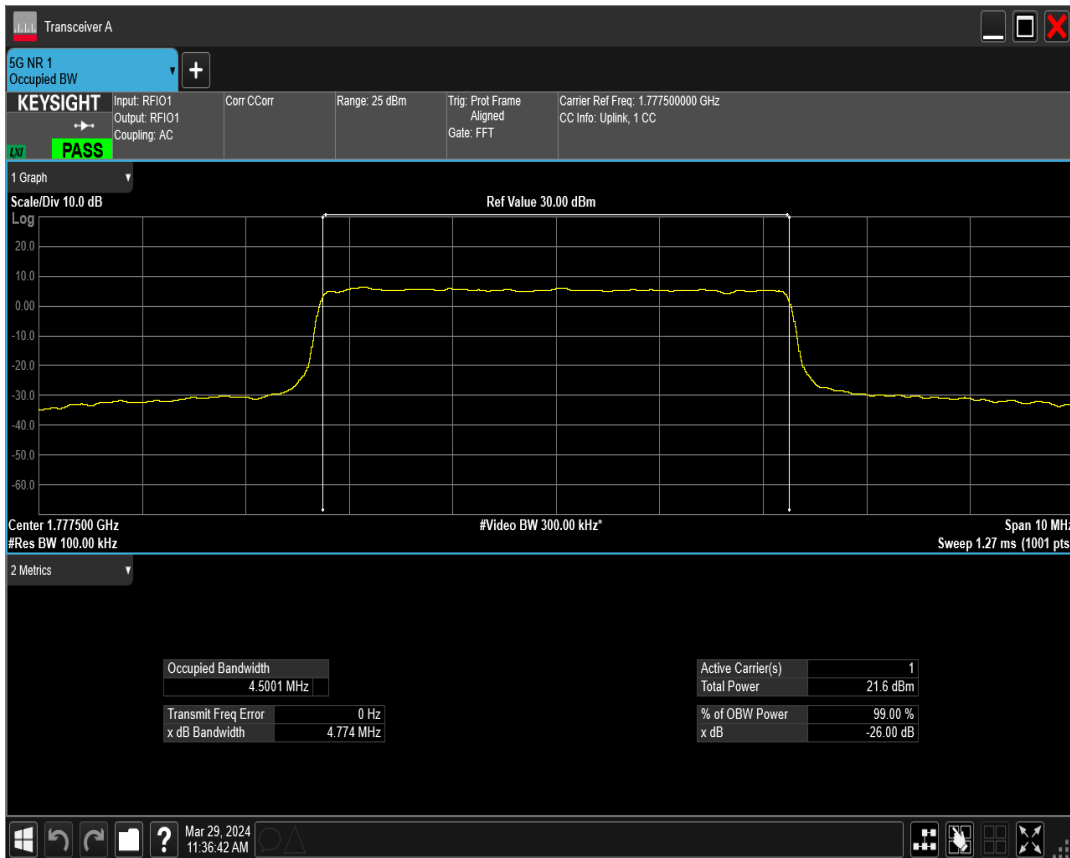 Transceiver A
5G NR 1
Occupied BW
+
KEYSIGHT
Input: RFIO1
Output: RFIO1
Coupling: AC
Corr CCorr
Range: 25 dBm
Trig: Prot Frame
Aligned
Gate: FFT
Carrier Ref Freq: 1.777500000 GHz
CC Info: Uplink, 1 CC
LXI
PASS
1 Graph
Scale/Div 10.0 dB
Ref Value 30.00 dBm
Log
20.0
10.0
0.00
-10.0
-20.0
-30.0
-40.0
-50.0
-60.0
Center 1.777500 GHz
#Video BW 300.00 kHz*
Span 10 MHz
#Res BW 100.00 kHz
Sweep 1.27 ms (1001 pts
2 Metrics
Occupied Bandwidth
4.5001 MHz
Transmit Freq Error 0 Hz
x dB Bandwidth 4.774 MHz
Active Carrier(s) 1
Total Power 21.6 dBm
% of OBW Power 99.00 %
x dB -26.00 dB
?
Mar 29, 2024
11:36:42 AM